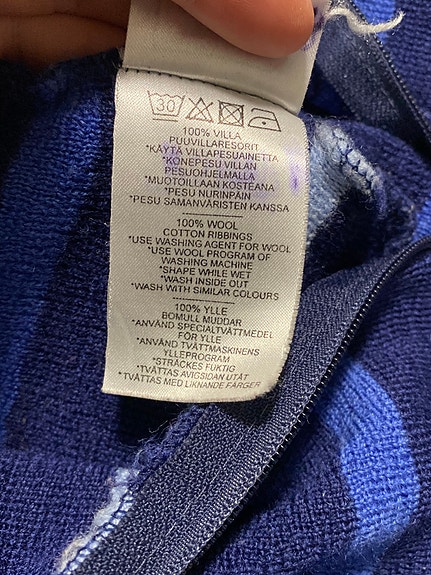 30
100% VILLA
PUUVILLARESORIT
*KÄYTÄ VILLAPESUAINETTA
*KONEPESU VILLAN
PESUOHJELMALLA
*MUOTOILLAAN KOSTEANA
*PESU NURINPÄIN
*PESU SAMANVÄRISTEN KANSSA
100% WOOL
COTTON RIBBINGS
*USE WASHING AGENT FOR WOOL
*USE WOOL PROGRAM OF
WASHING MACHINE
*SHAPE WHILE WET
*WASH INSIDE OUT
*WASH WITH SIMILAR COLOURS
100% YLLE
BOMULL MUDDAR
*ANVÄND SPECIALTVÄTTMEDEL
FÖR YLLE
*ANVÄND TVÄTTMASKINENS
YLLEPROGRAM
*STRÄCKES FUKTIG
*TVÄTTAS AVIGSIDAN UTÅT
*TVÄTTAS MED LIKNANDE FÄRGER